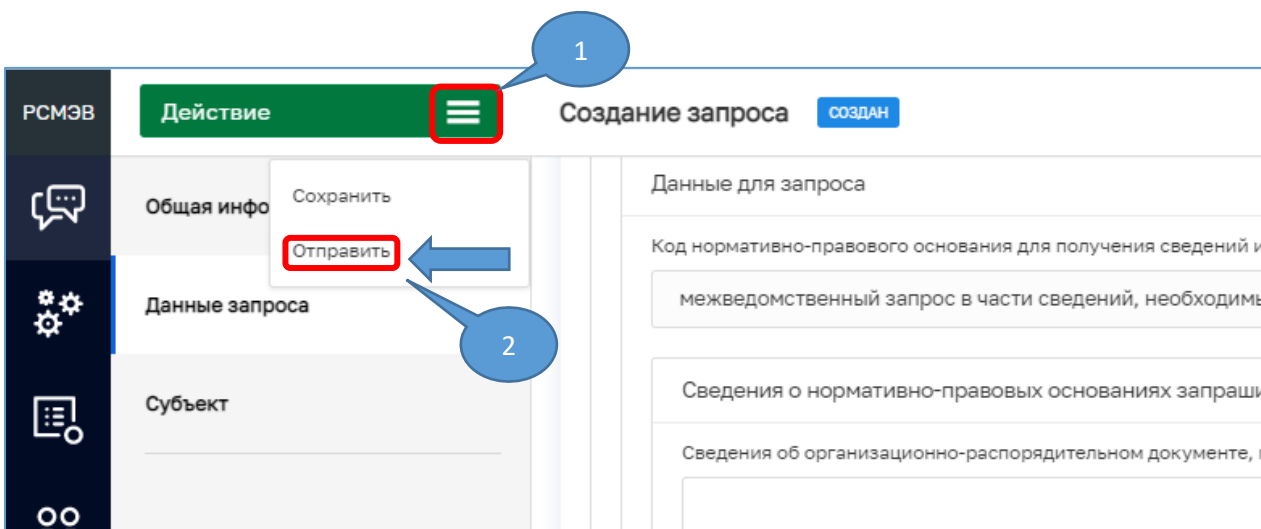 1
РСМЭВ
Действие
Создание запроса
СОЗДАН
Общая инфо
Сохранить
Отправить
Данные запроса
2
Субъект
Данные для запроса
Код нормативно-правового основания для получения сведений и
межведомственный запрос в части сведений, необходимы
Сведения о нормативно-правовых основаниях запраши
Сведения об организационно-распорядительном документе,